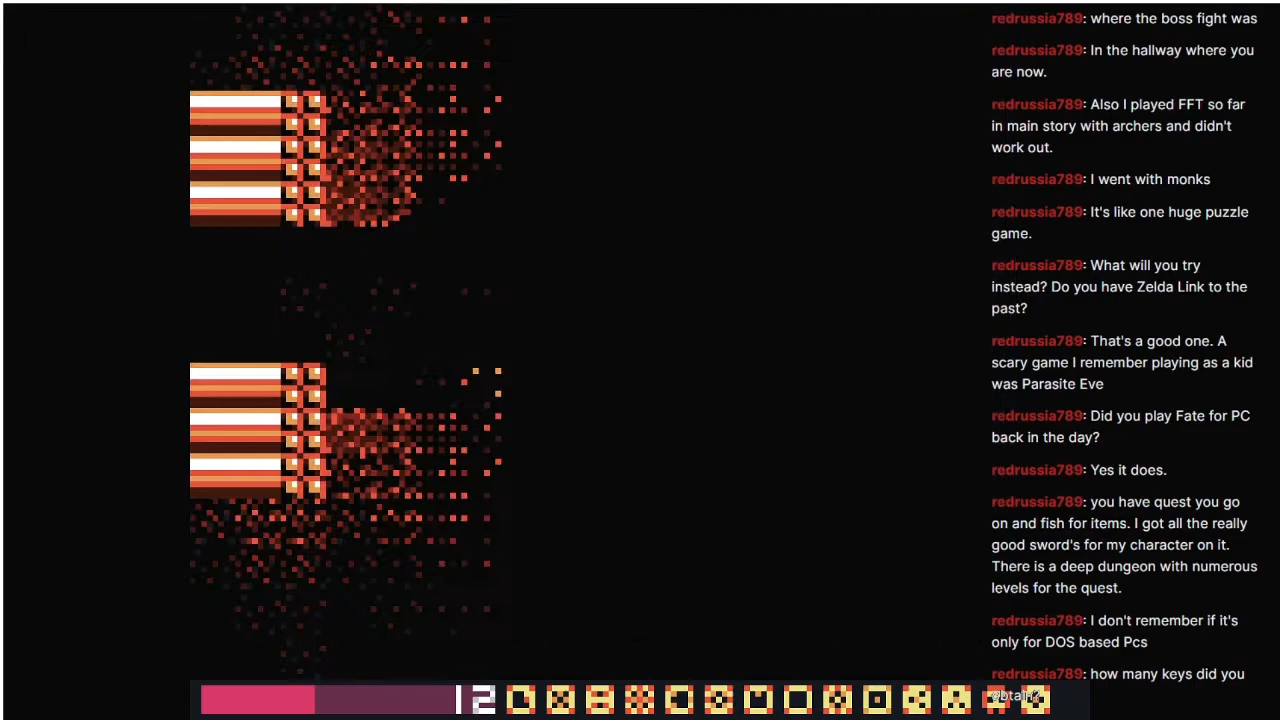 redrussia789: where the boss fight was
redrussia789: In the hallway where you
are now.
redrussia789: Also I played FFT so far
in main story with archers and didn't
work out.
redrussia789: I went with monks
redrussia789: It's like one huge puzzle
game.
redrussia789: What will you try
instead? Do you have Zelda Link to the
past?
redrussia789: That's a good one. A
scary game I remember playing as a kid
was Parasite Eve
redrussia789: Did you play Fate for PC
back in the day?
redrussia789: Yes it does.
redrussia789: you have quest you go
on and fish for items. I got all the really
good sword's for my character on it.
There is a deep dungeon with numerous
levels for the quest.
redrussia789: I don't remember if it's
only for DOS based Pcs
redrussia789: how many keys did you
obtain?